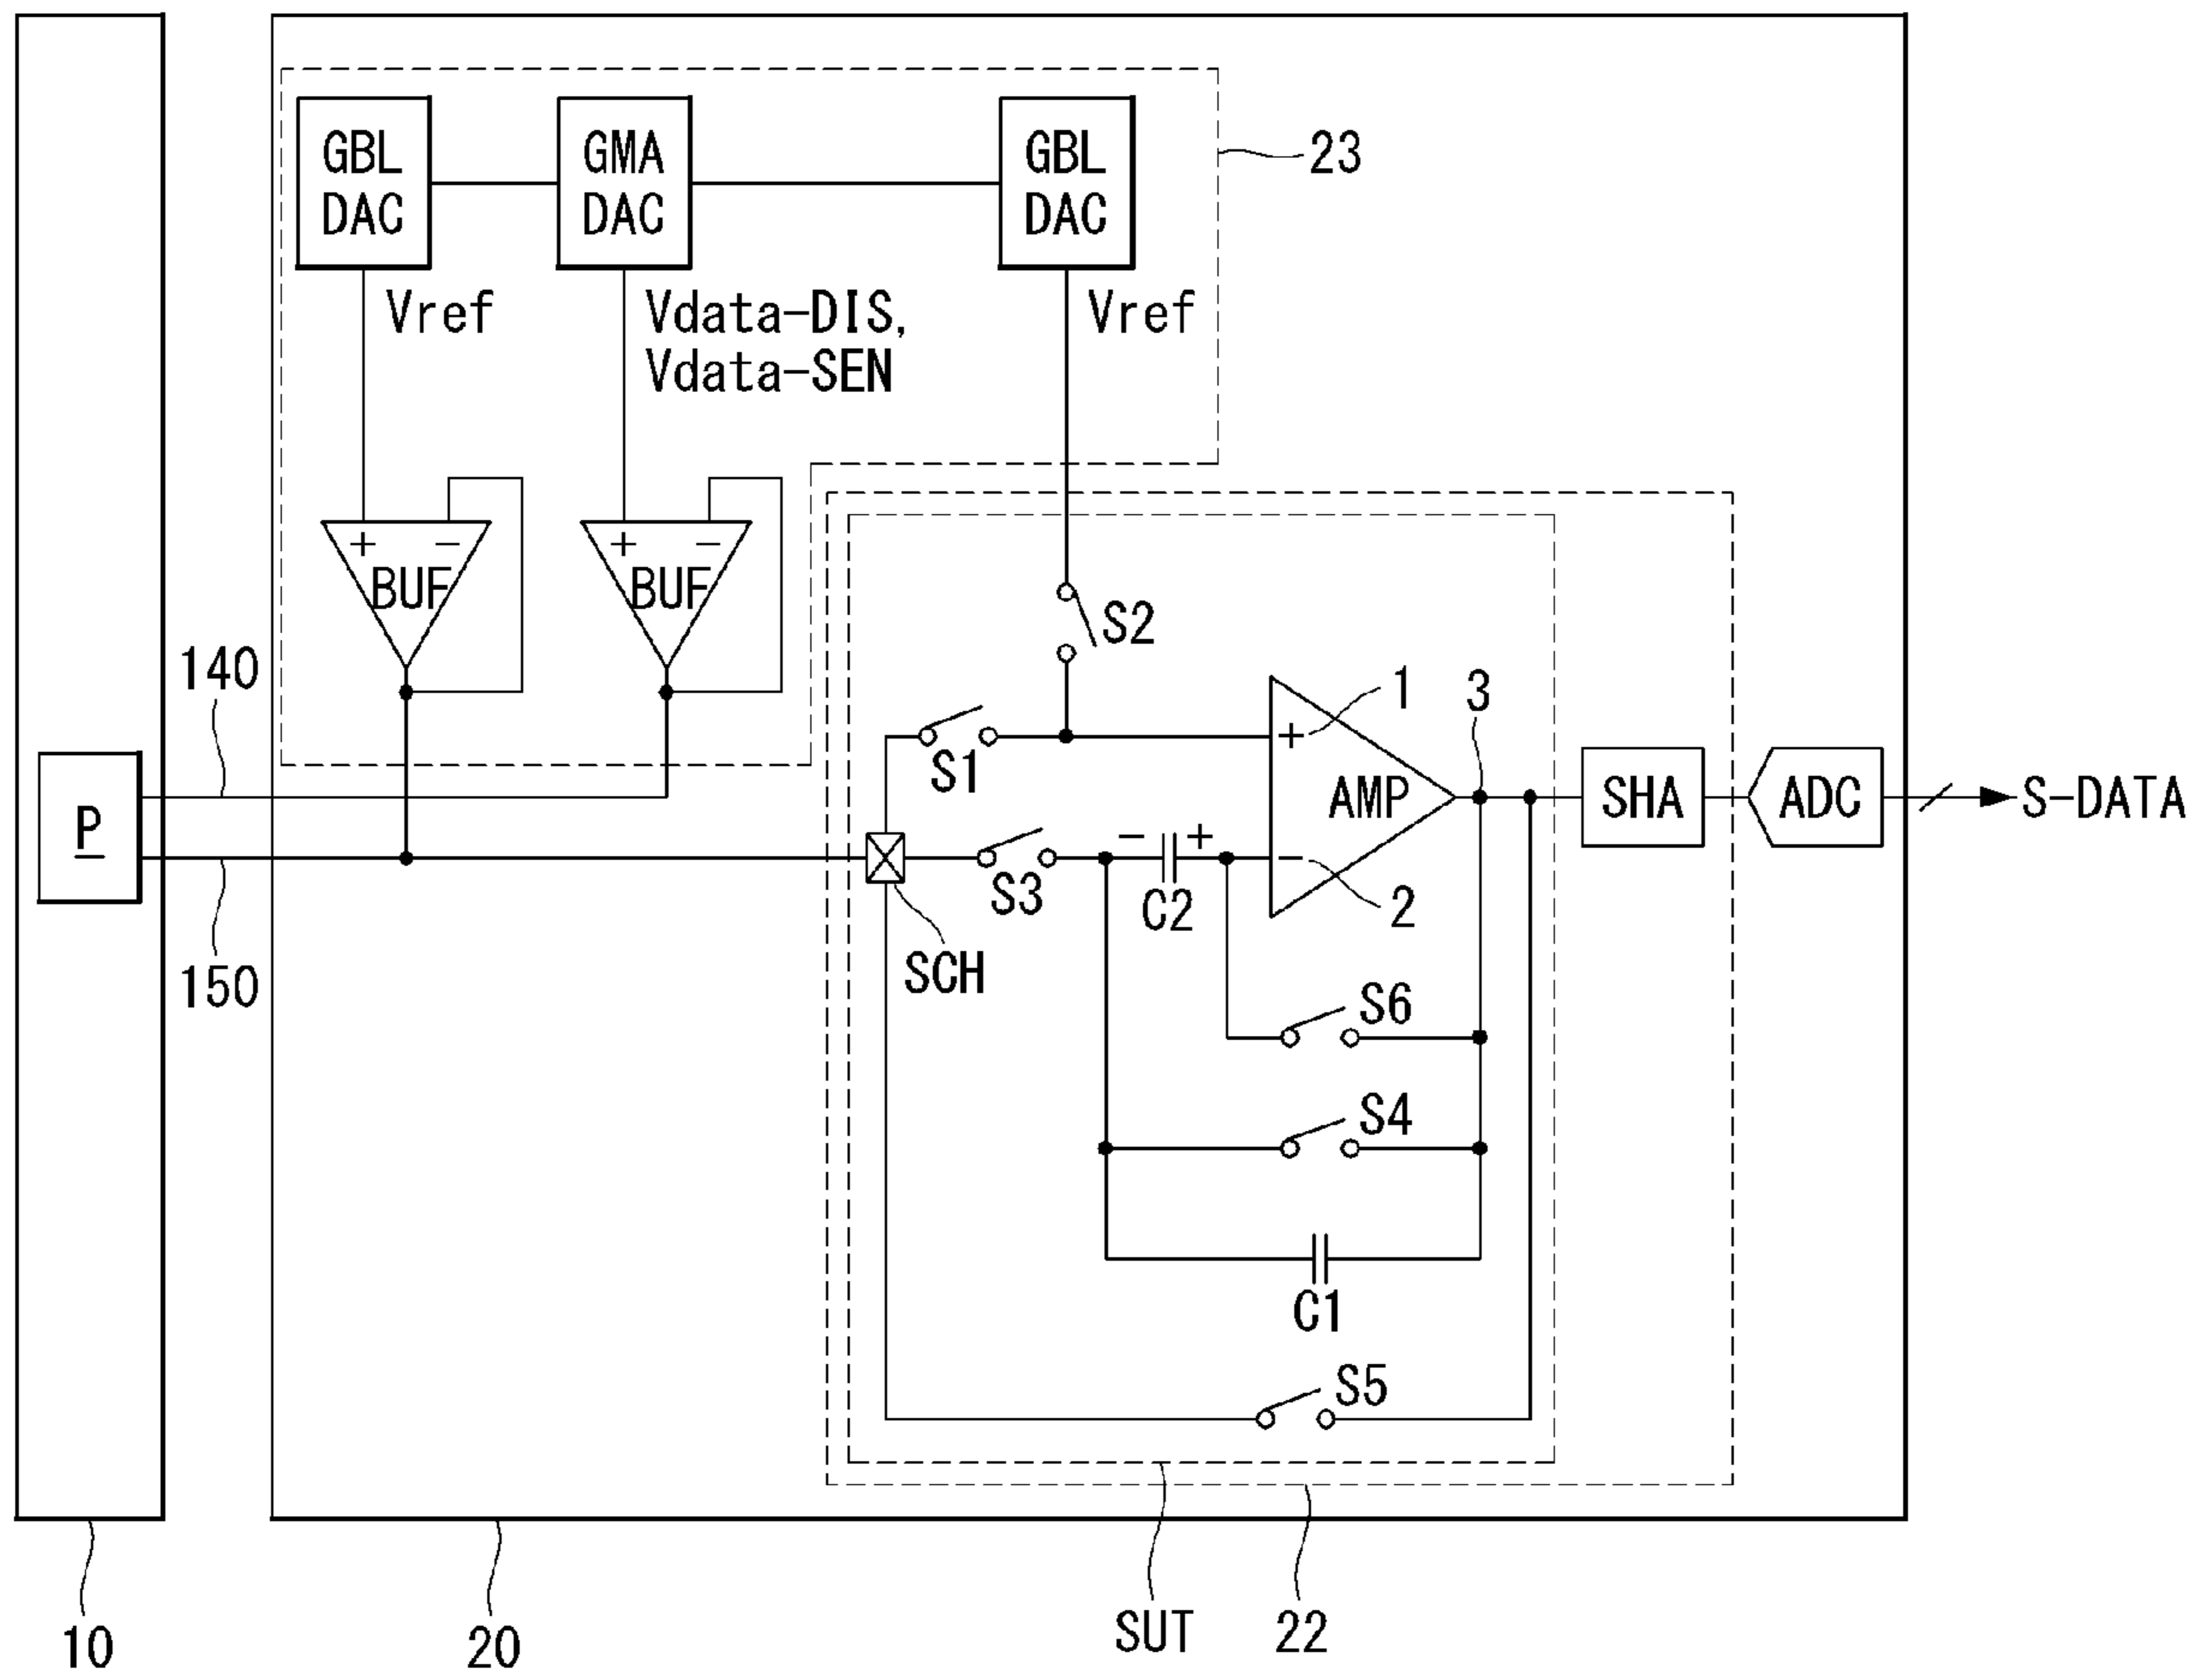 GBL
DAC
GMA
DAC
GBL
DAC
23
Vref
Vdata-DIS,
Vdata-SEN
Vref
+ -
BUF
+ -
BUF
S2
140
1
3
S1
+
AMP
SHA
ADC
S-DATA
P
- +
-
S3
C2
2
150
SCH
S6
S4
C1
S5
SUT
22
10
20